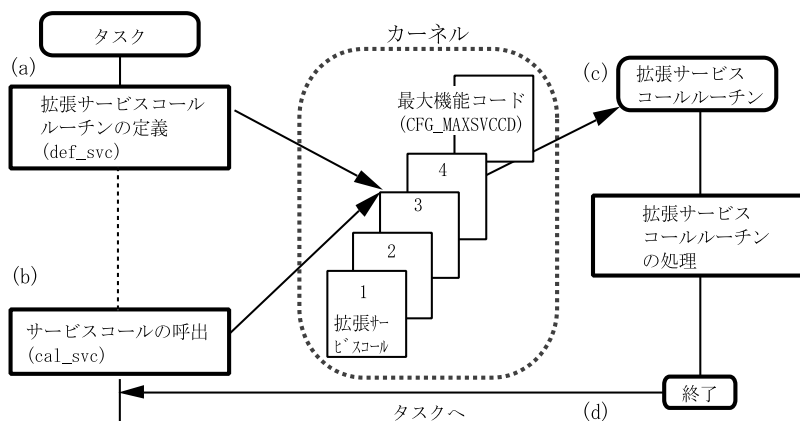 タスク
(a)
拡張サービスコール
ルーチンの定義
(def_svc)
(b)
サービスコールの呼出
(cal_svc)
カーネル
最大機能コード
(CFG_MAXSVCCD)
4
3
2
1
拡張サー
ビスコール
(c)
拡張サービス
コールルーチン
拡張サービス
コールルーチン
の処理
終了
タスクへ
(d)